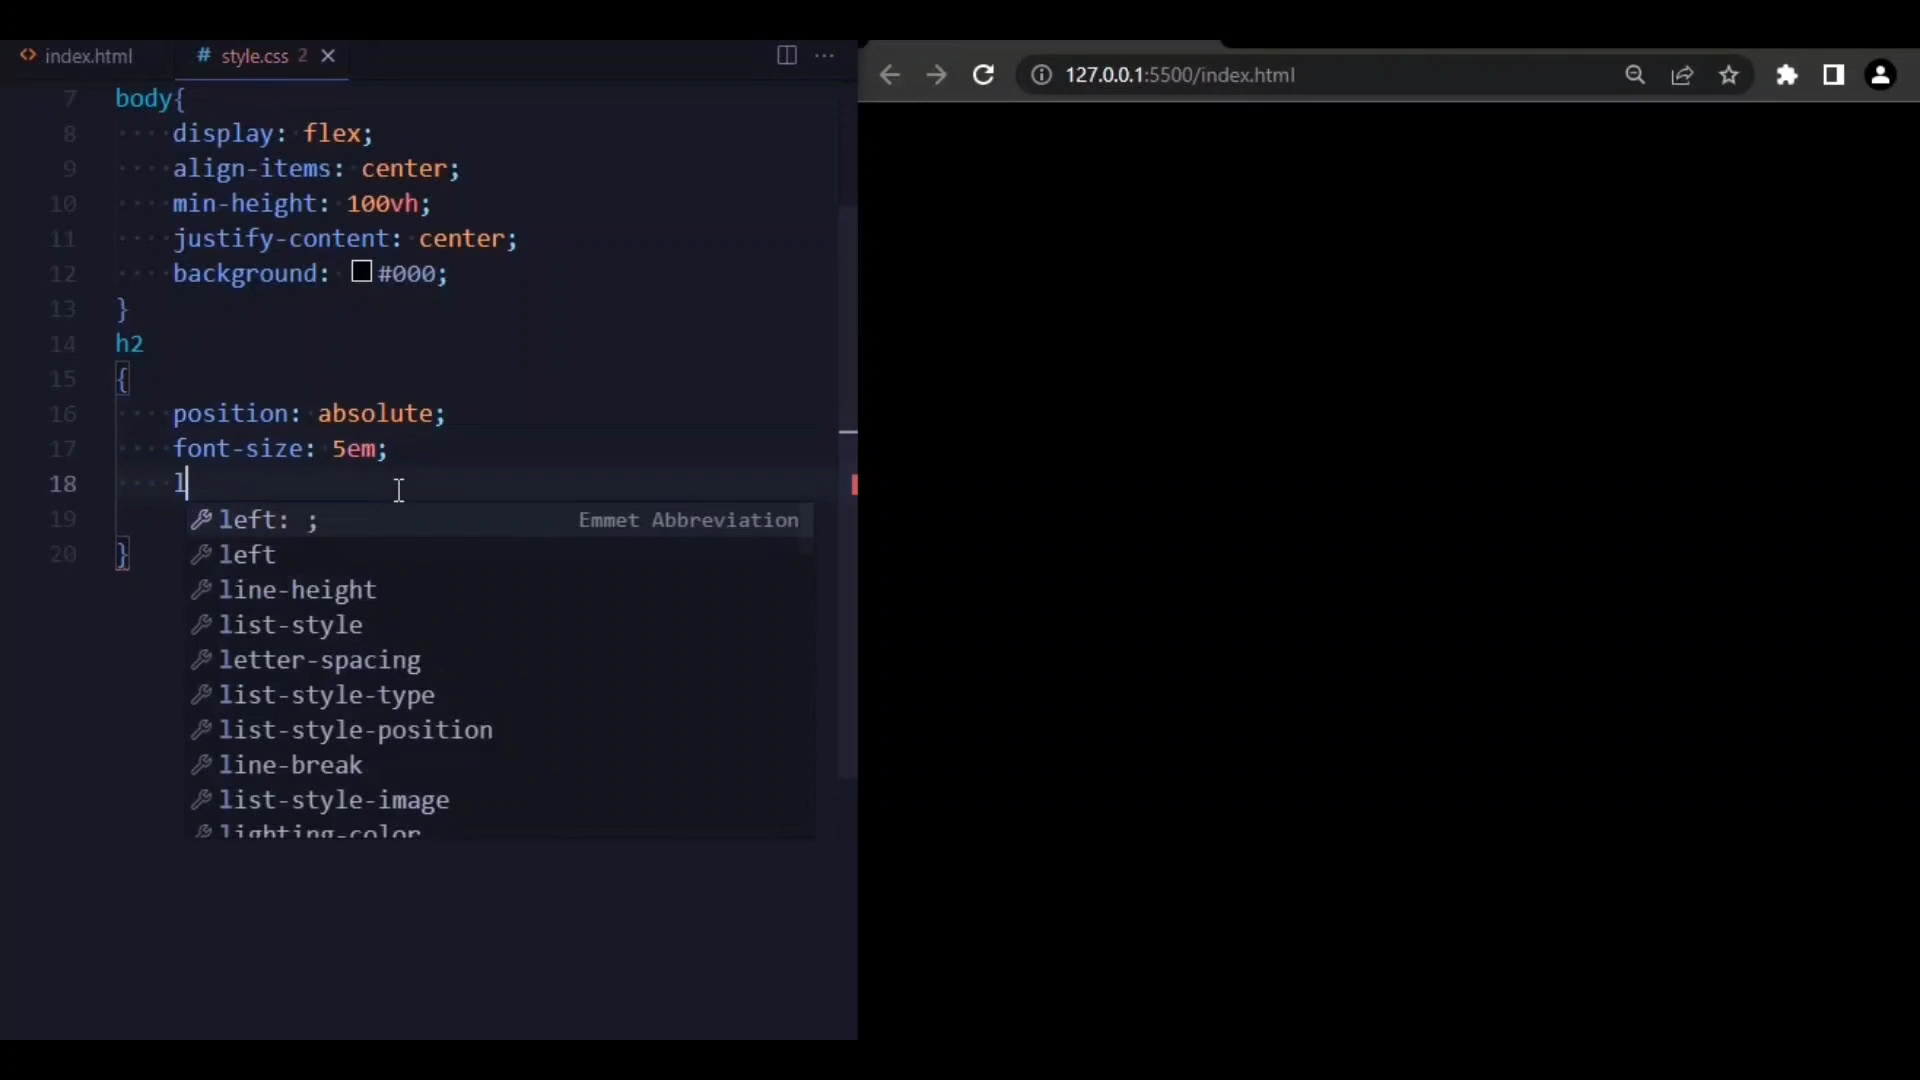 index.html
style.css 2
127.0.0.1:5500/index.html
7 body{
8 ····display:·flex;
9 ····align-items:·center;
10 ····min-height:·100vh;
11 ····justify-content:·center;
12 ····background:·#000;
13 }
14 h2
15 {
16 ····position:·absolute;
17 ····font-size:·5em;
18 ····l
19
20 }
left: ; Emmet Abbreviation
left
line-height
list-style
letter-spacing
list-style-type
list-style-position
line-break
list-style-image
lighting-color